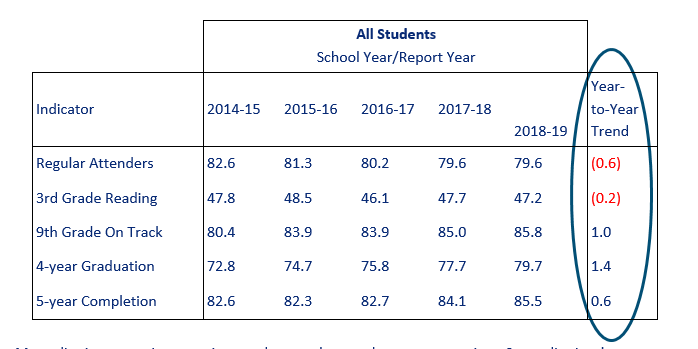 All Students
School Year/Report Year
Indicator 2014-15 2015-16 2016-17 2017-18 2018-19 Year-to-Year Trend
Regular Attenders 82.6 81.3 80.2 79.6 79.6 (0.6)
3rd Grade Reading 47.8 48.5 46.1 47.7 47.2 (0.2)
9th Grade On Track 80.4 83.9 83.9 85.0 85.8 1.0
4-year Graduation 72.8 74.7 75.8 77.7 79.7 1.4
5-year Completion 82.6 82.3 82.7 84.1 85.5 0.6